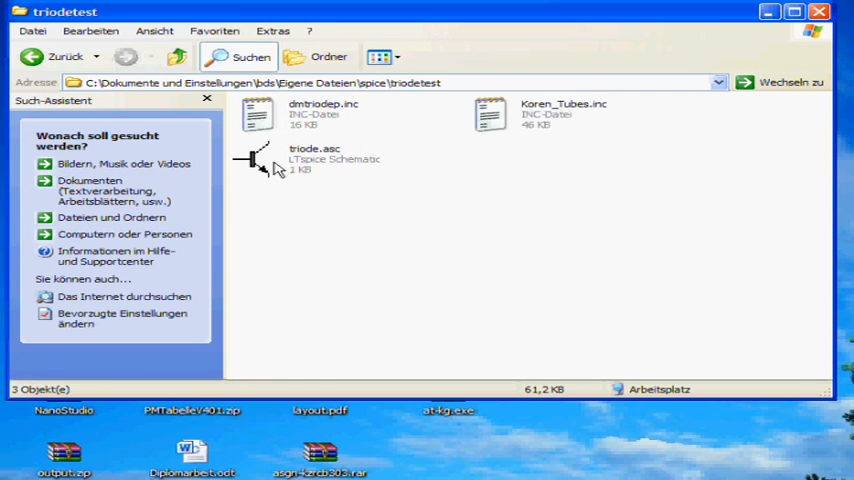 triodetest
Datei Bearbeiten Ansicht Favoriten Extras ?
Zurück Suchen Ordner
Adresse C:\Dokumente und Einstellungen\bds\Eigene Dateien\spice\triodetest Wechseln zu
Such-Assistent
Wonach soll gesucht
werden?
Bildern, Musik oder Videos
Dokumenten
(Textverarbeitung,
Arbeitsblättern, usw.)
Dateien und Ordnern
Computern oder Personen
Informationen im Hilfe-
und Supportcenter
Sie können auch...
Das Internet durchsuchen
Bevorzugte Einstellungen
ändern
dmtriodep.inc
INC-Datei
16 KB
Koren_Tubes.inc
INC-Datei
46 KB
triode.asc
LTspice Schematic
1 KB
3 Objekt(e) 61,2 KB Arbeitsplatz
NanoStudio PMTabelleV401.zip layout.pdf at-kg.exe
output.zip Diplomarbeit.odt